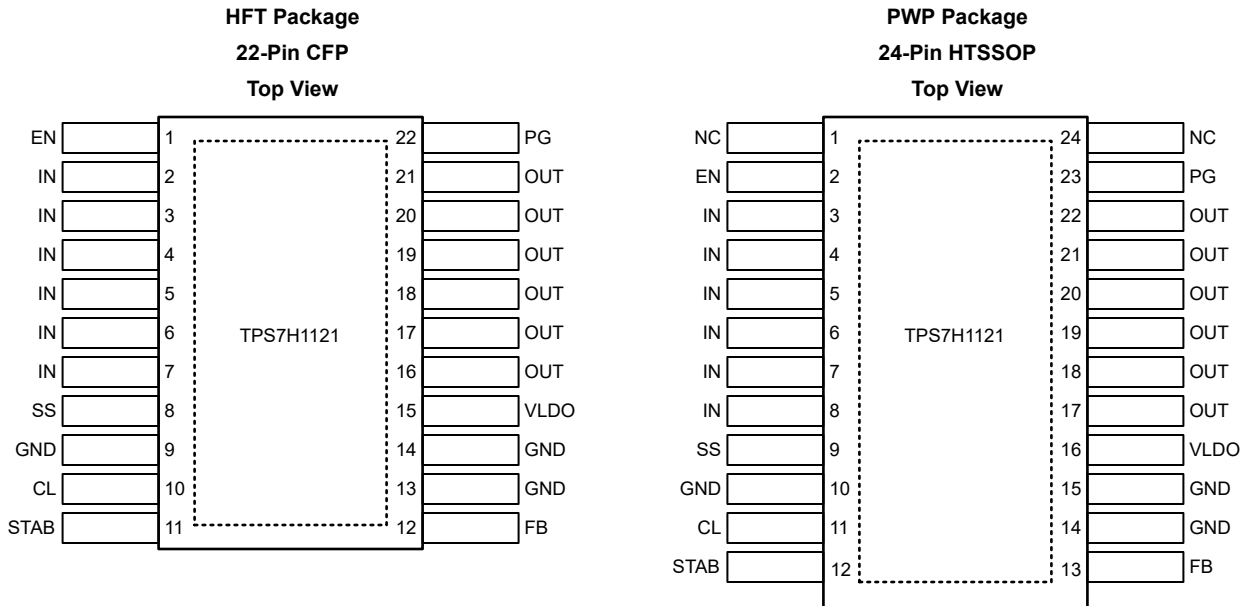 HFT Package
22-Pin CFP
Top View
EN 1 22 PG
IN 2 21 OUT
IN 3 20 OUT
IN 4 19 OUT
IN 5 18 OUT
IN 6 TPS7H1121 17 OUT
IN 7 16 OUT
SS 8 15 VLDO
GND 9 14 GND
CL 10 13 GND
STAB 11 12 FB
PWP Package
24-Pin HTSSOP
Top View
NC 1 24 NC
EN 2 23 PG
IN 3 22 OUT
IN 4 21 OUT
IN 5 20 OUT
IN 6 TPS7H1121 19 OUT
IN 7 18 OUT
IN 8 17 OUT
SS 9 16 VLDO
GND 10 15 GND
CL 11 14 GND
STAB 12 13 FB